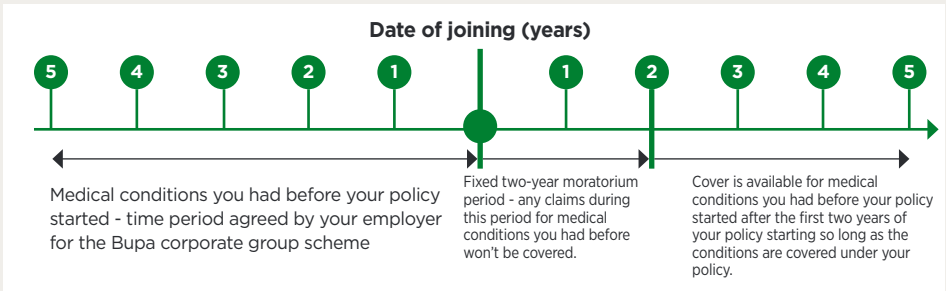 Date of joining (years)
5 4 3 2 1 1 2 3 4 5
Medical conditions you had before your policy
started - time period agreed by your employer
for the Bupa corporate group scheme
Fixed two-year moratorium
period - any claims during
this period for medical
conditions you had before
won't be covered.
Cover is available for medical
conditions you had before your policy
started after the first two years of
your policy starting so long as the
conditions are covered under your
policy.